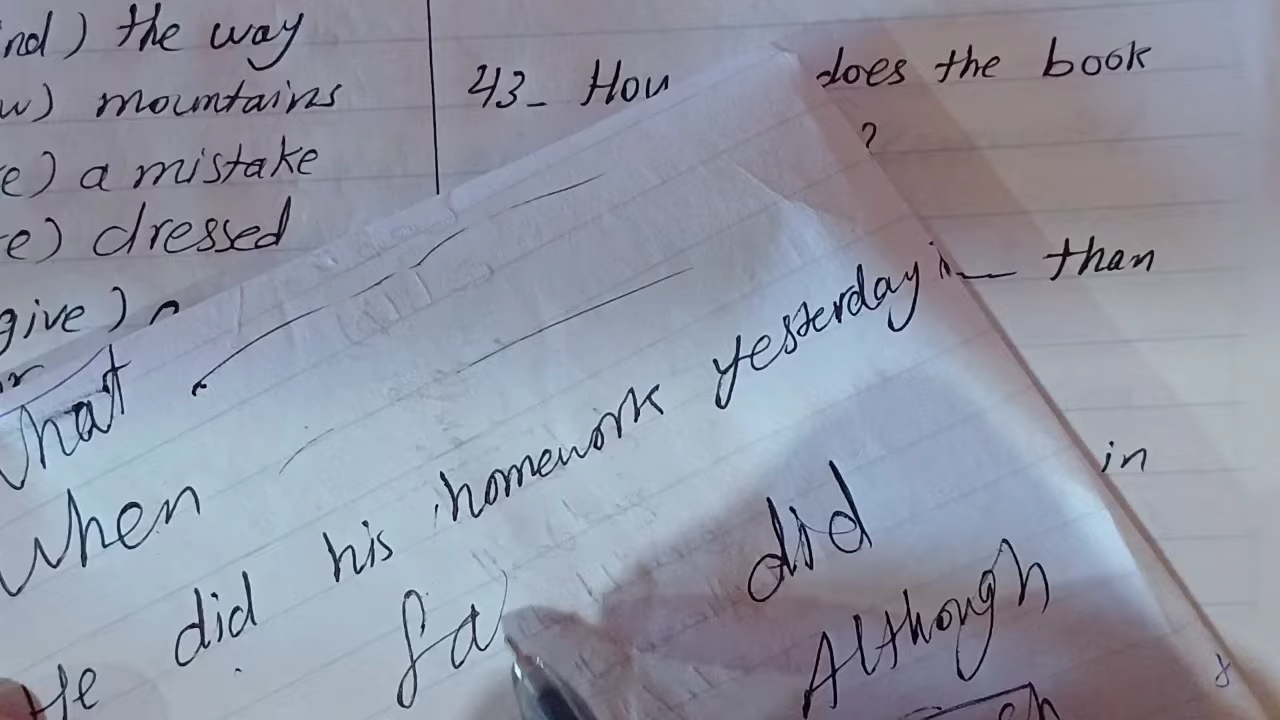 nd) the way
w) mountains
e) a mistake
e) dressed
give)
43- How does the book
?
than
in
What
When
He did his homework yesterday
did
Although